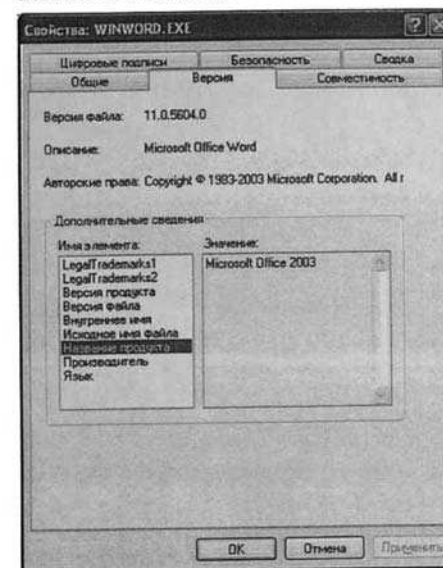 Свойства: WINWORD.EXE
Цифровые подписи Безопасность Сводка
Общие Версия Совместимость
Версия файла: 11.0.5604.0
Описание: Microsoft Office Word
Авторские права: Copyright © 1983-2003 Microsoft Corporation. All r
Дополнительные сведения
Имя элемента: Значение:
LegalTrademarks1 Microsoft Office 2003
LegalTrademarks2
Версия продукта
Версия файла
Внутреннее имя
Исходное имя файла
Название продукта
Производитель
Язык
OK Отмена Применить